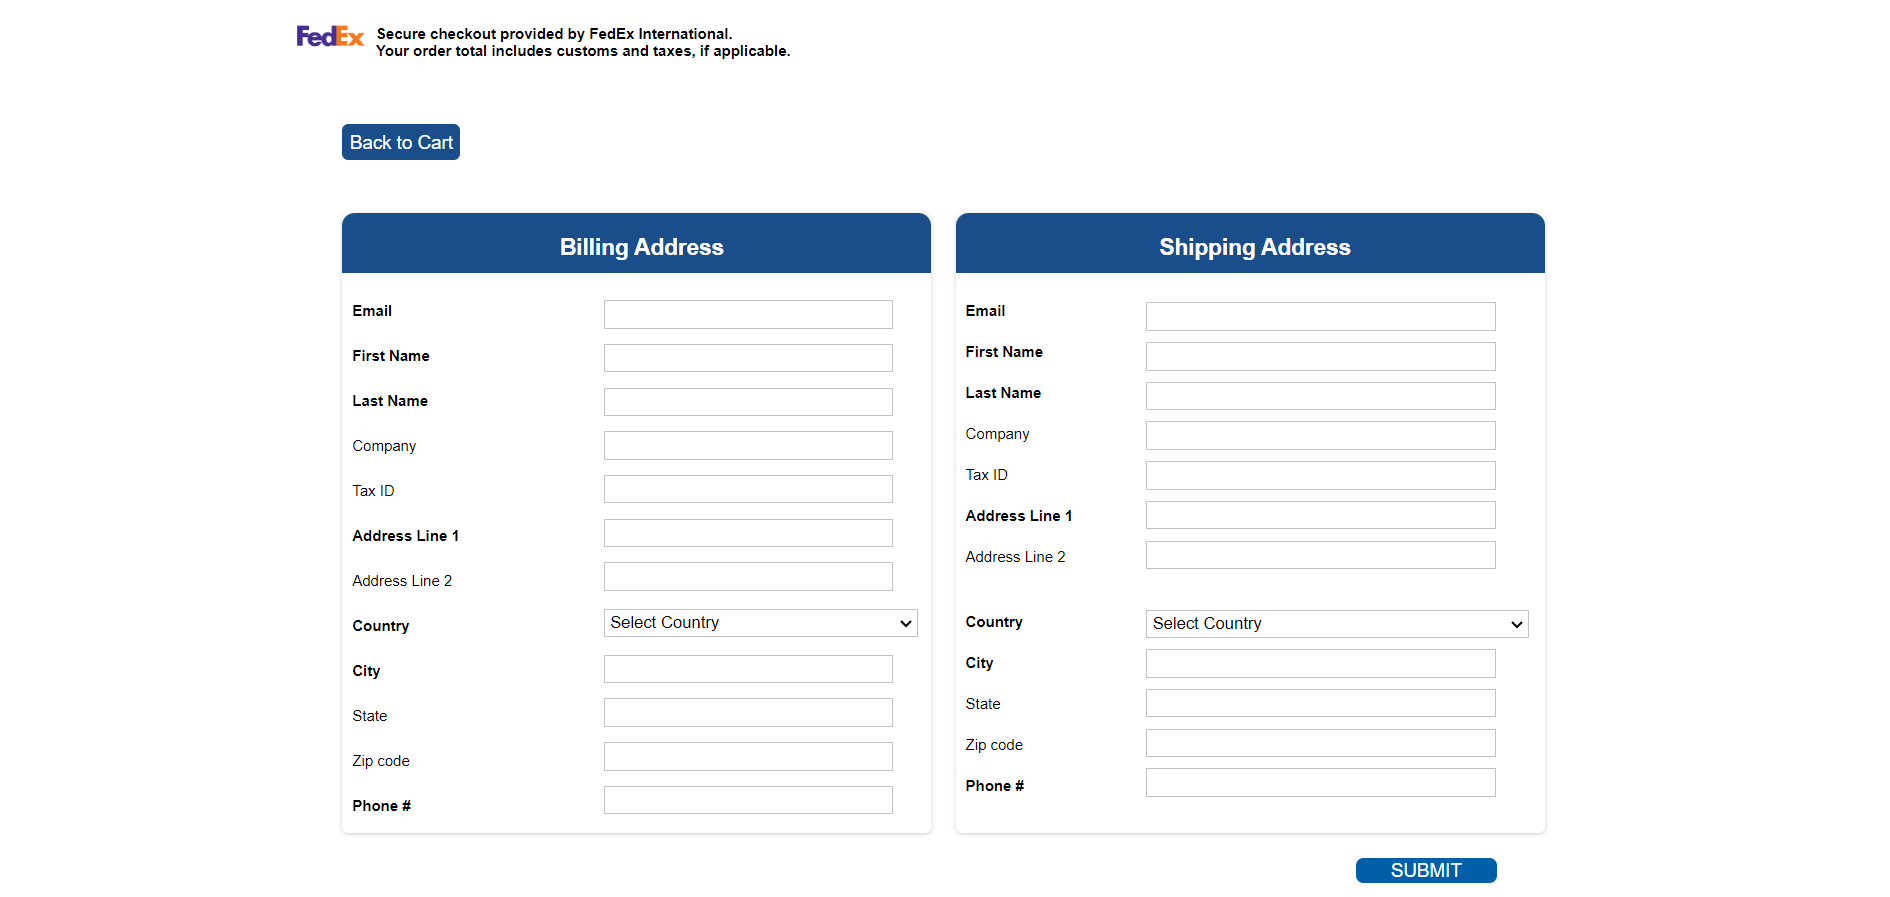 FedEx
Secure checkout provided by FedEx International.
Your order total includes customs and taxes, if applicable.
Back to Cart
Billing Address
Email
First Name
Last Name
Company
Tax ID
Address Line 1
Address Line 2
Country
Select Country
City
State
Zip code
Phone #
Shipping Address
Email
First Name
Last Name
Company
Tax ID
Address Line 1
Address Line 2
Country
Select Country
City
State
Zip code
Phone #
SUBMIT